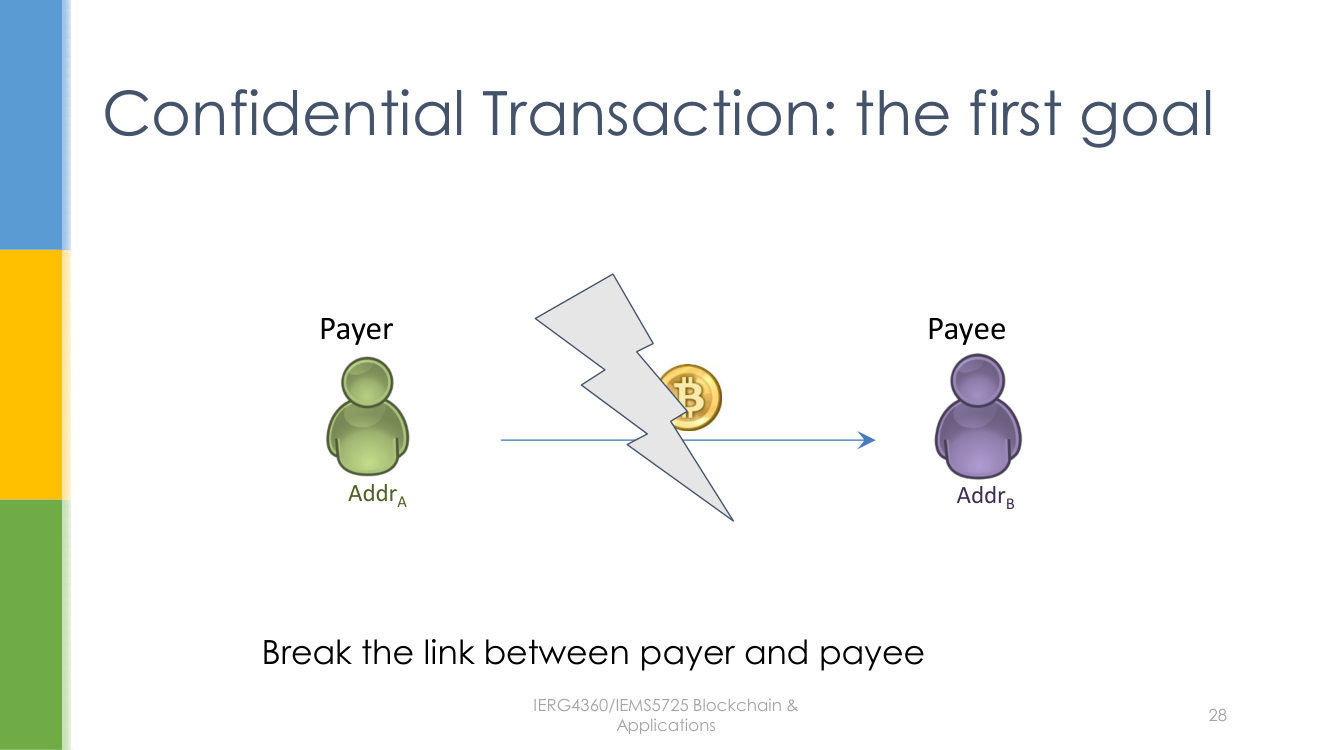 Confidential Transaction: the first goal
Payer
Payee
₿
AddrA
AddrB
Break the link between payer and payee
IERG4360/IEMS5725 Blockchain &
Applications
28